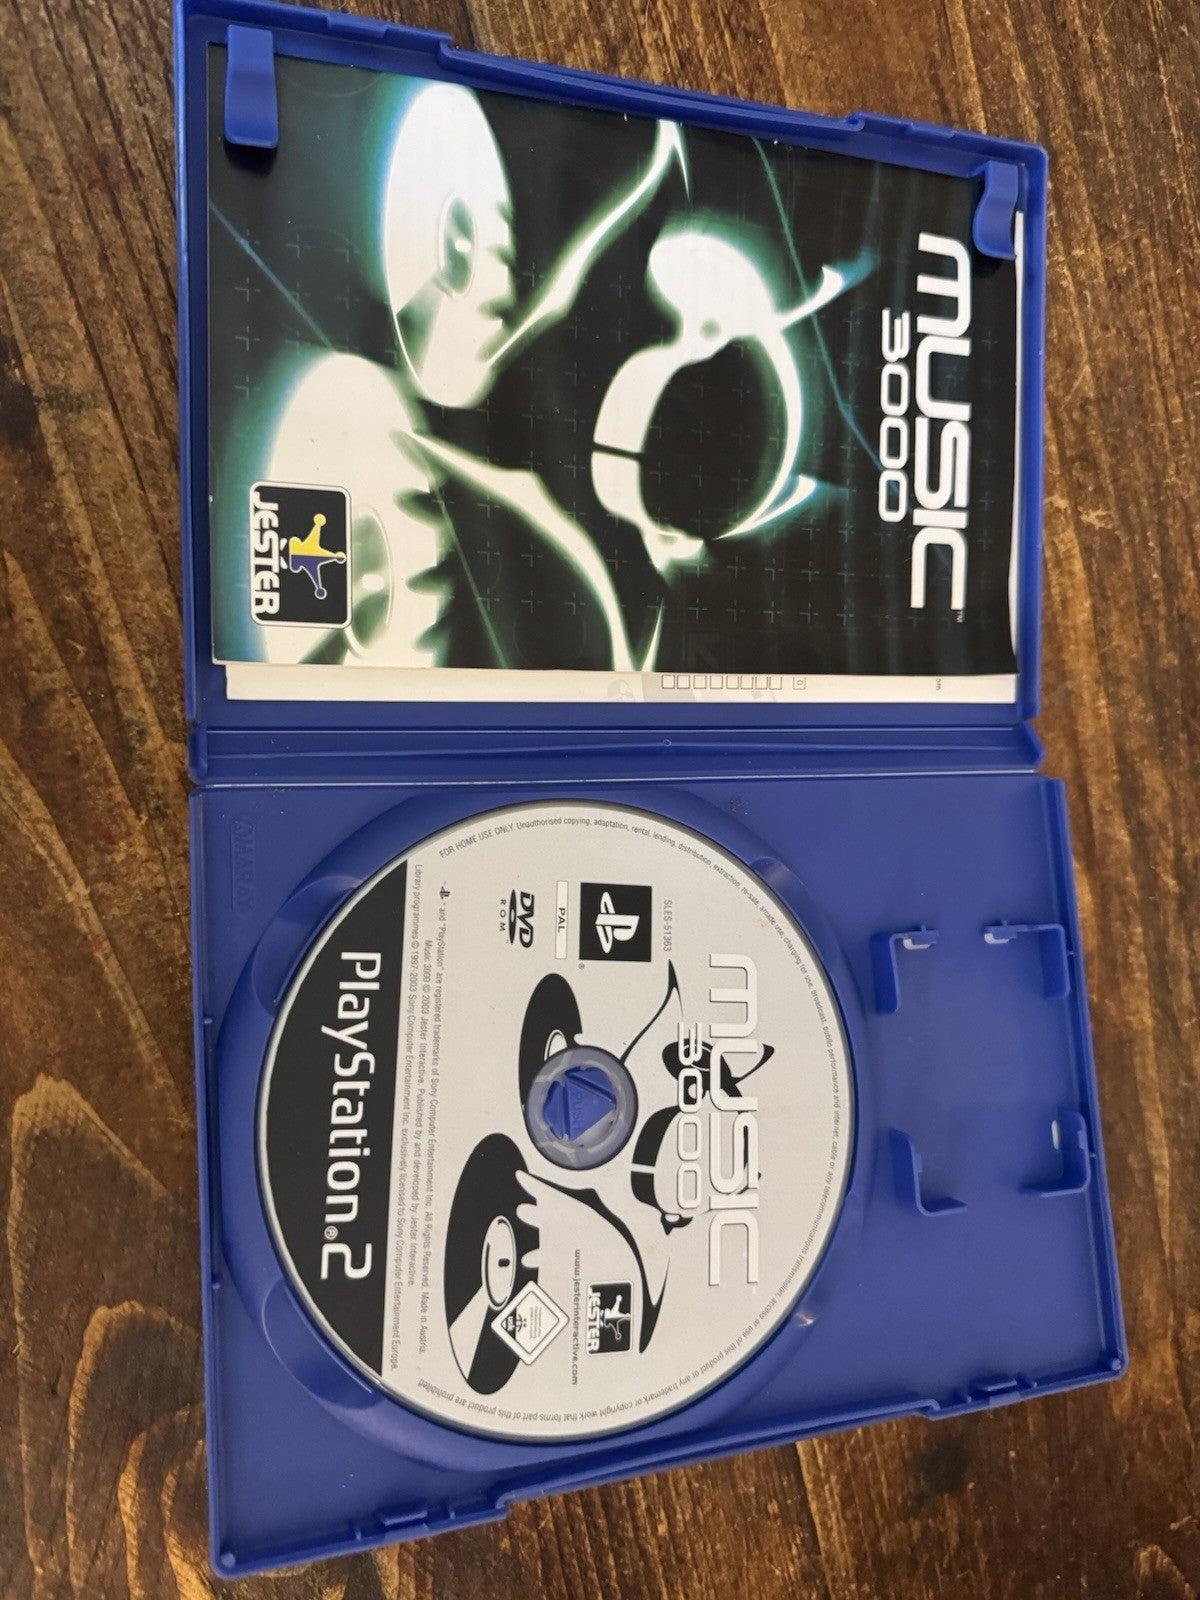 MUSIC
3000
TM
JESTER
0
AMARAY
FOR HOME USE ONLY. Unauthorised copying, adaptation, rental, lending, distribution, extraction, re-sale, arcade use, charging for use, broadcast, public performance and internet, cable or any telecommunications transmission, access or use of this product or any trademark or copyright work that forms part of this product are prohibited.
SLES-51363
®
PAL
DVD
ROM
MUSIC
3000
JESTER
www.jesterinteractive.com
" " and "PlayStation" are registered trademarks of Sony Computer Entertainment Inc. All Rights Reserved. Made in Austria.
Music 3000 © 2003 Jester Interactive. Published by and developed by Jester Interactive.
Library programmes © 1997-2003 Sony Computer Entertainment Inc. exclusively licensed to Sony Computer Entertainment Europe.
PlayStation®2